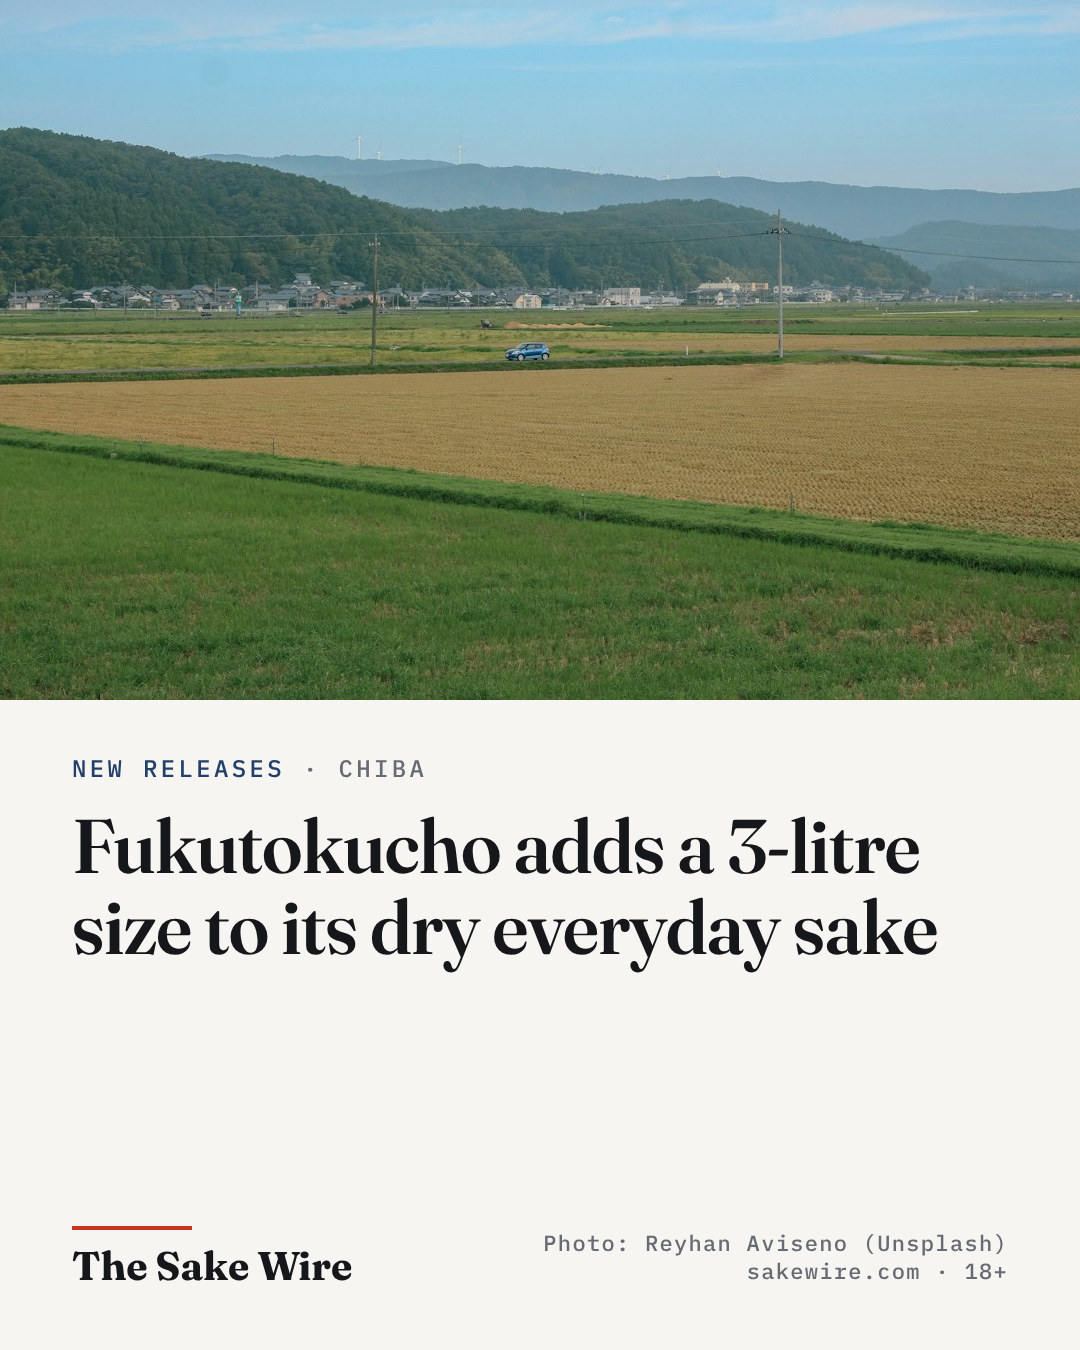 NEW RELEASES · CHIBA
Fukutokucho adds a 3-litre
size to its dry everyday sake
The Sake Wire
Photo: Reyhan Aviseno (Unsplash)
sakewire.com · 18+